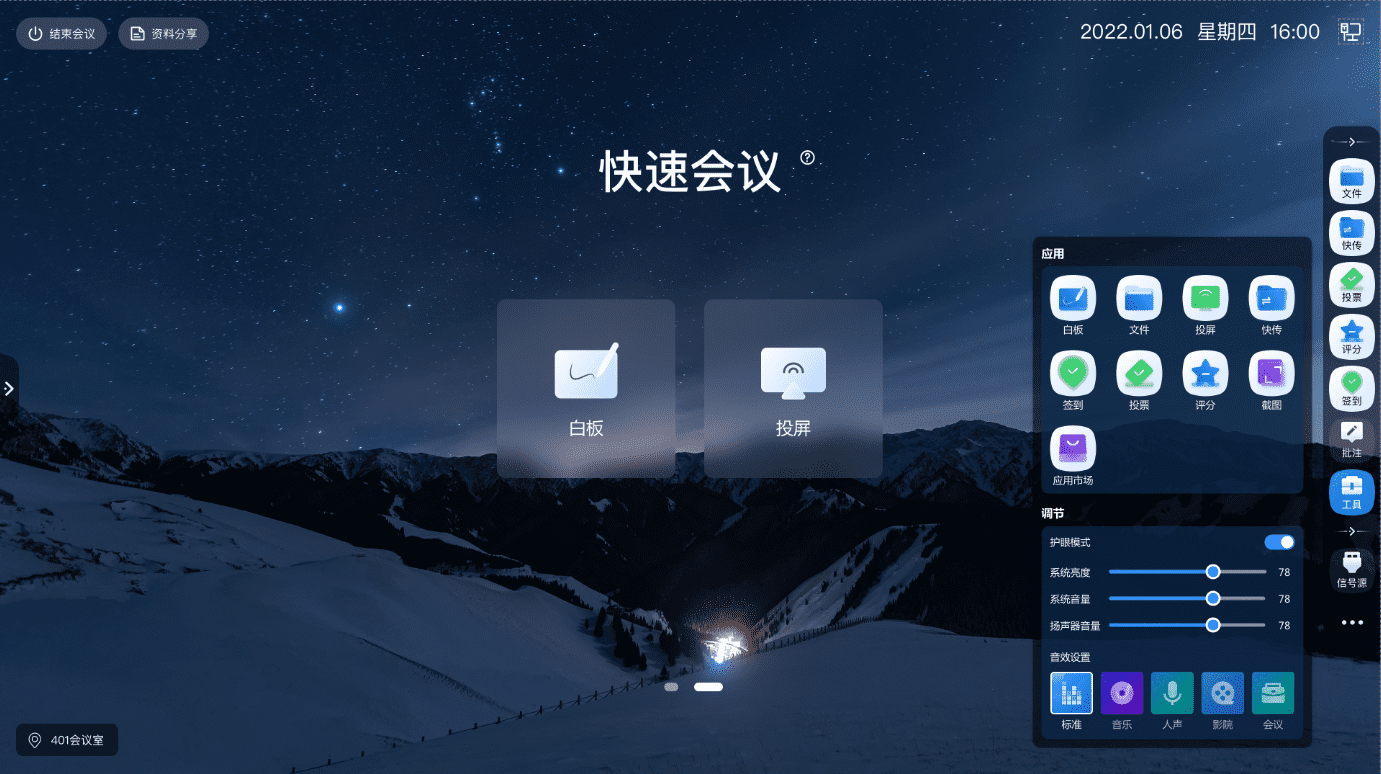 结束会议 资料分享
2022.01.06 星期四 16:00
快速会议
白板 投屏
应用
白板 文件 投屏 快传
签到 投票 评分 截图
应用市场
调节
护眼模式
系统亮度 78
系统音量 78
扬声器音量 78
音效设置
标准 音乐 人声 影院 会议
文件
快传
投票
评分
签到
批注
工具
信号源
401会议室